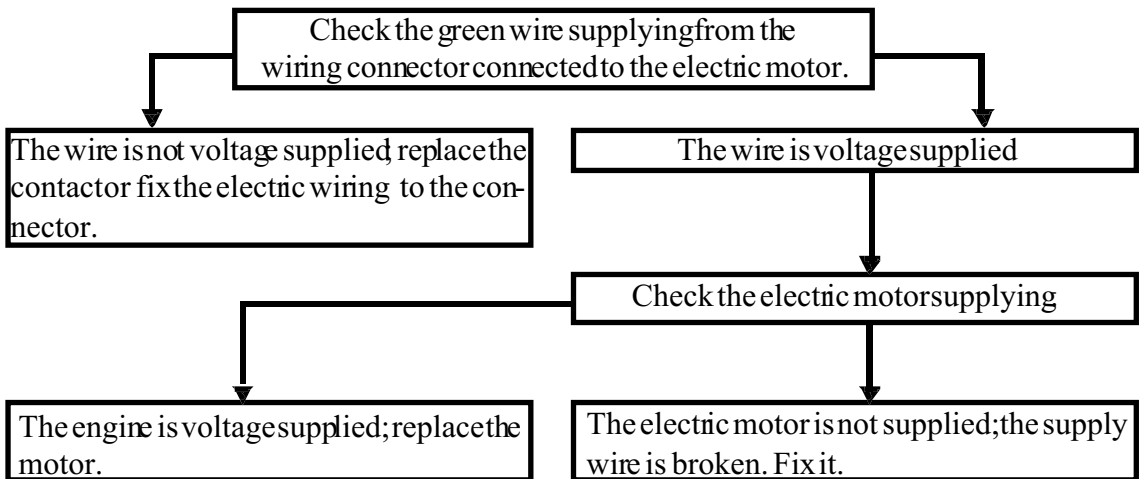 Check the green wire supplying from the
wiring connector connected to the electric motor.
The wire is not voltage supplied; replace the
contactor fix the electric wiring to the con-
nector.
The wire is voltage supplied
Check the electric motor supplying
The engine is voltage supplied; replace the
motor.
The electric motor is not supplied; the supply
wire is broken. Fix it.